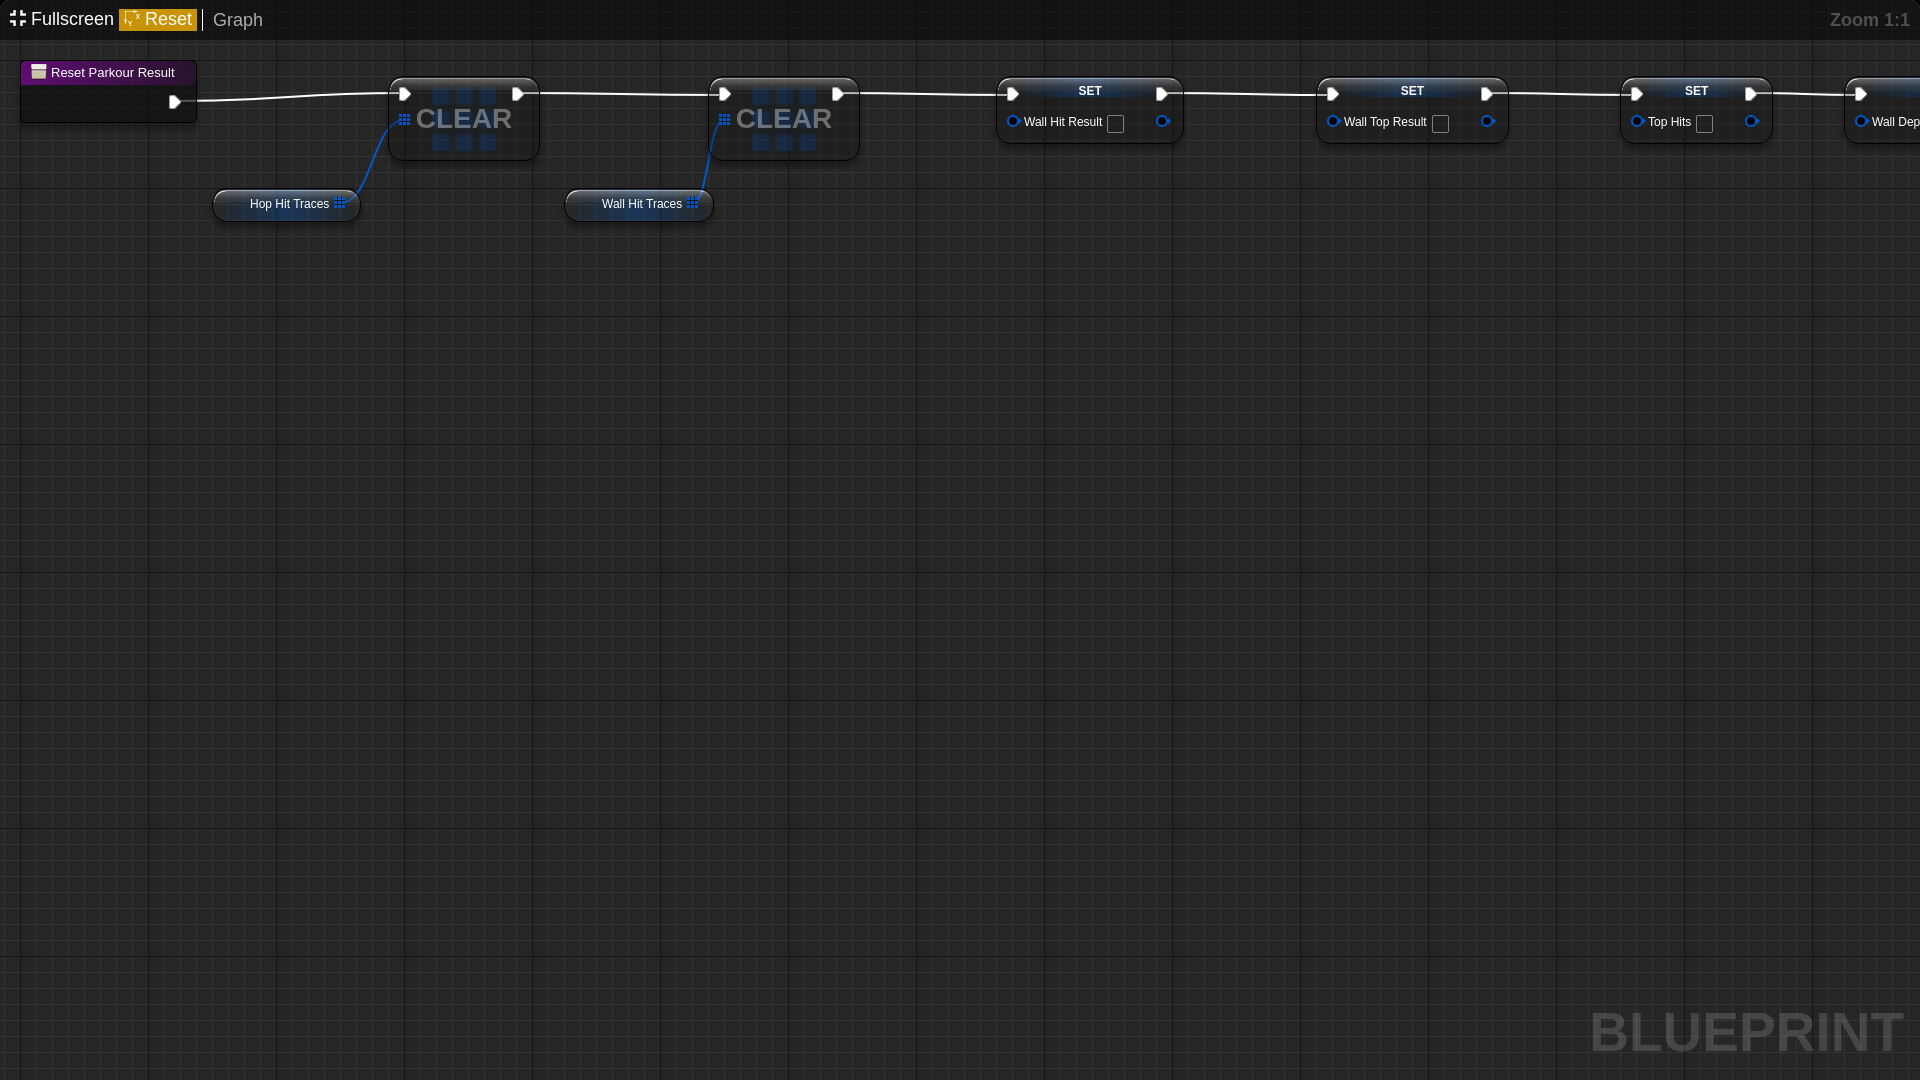 Fullscreen Reset Graph Zoom 1:1
Reset Parkour Result
CLEAR CLEAR
SET SET SET
Wall Hit Result Wall Top Result Top Hits Wall Dep
Hop Hit Traces Wall Hit Traces
BLUEPRINT